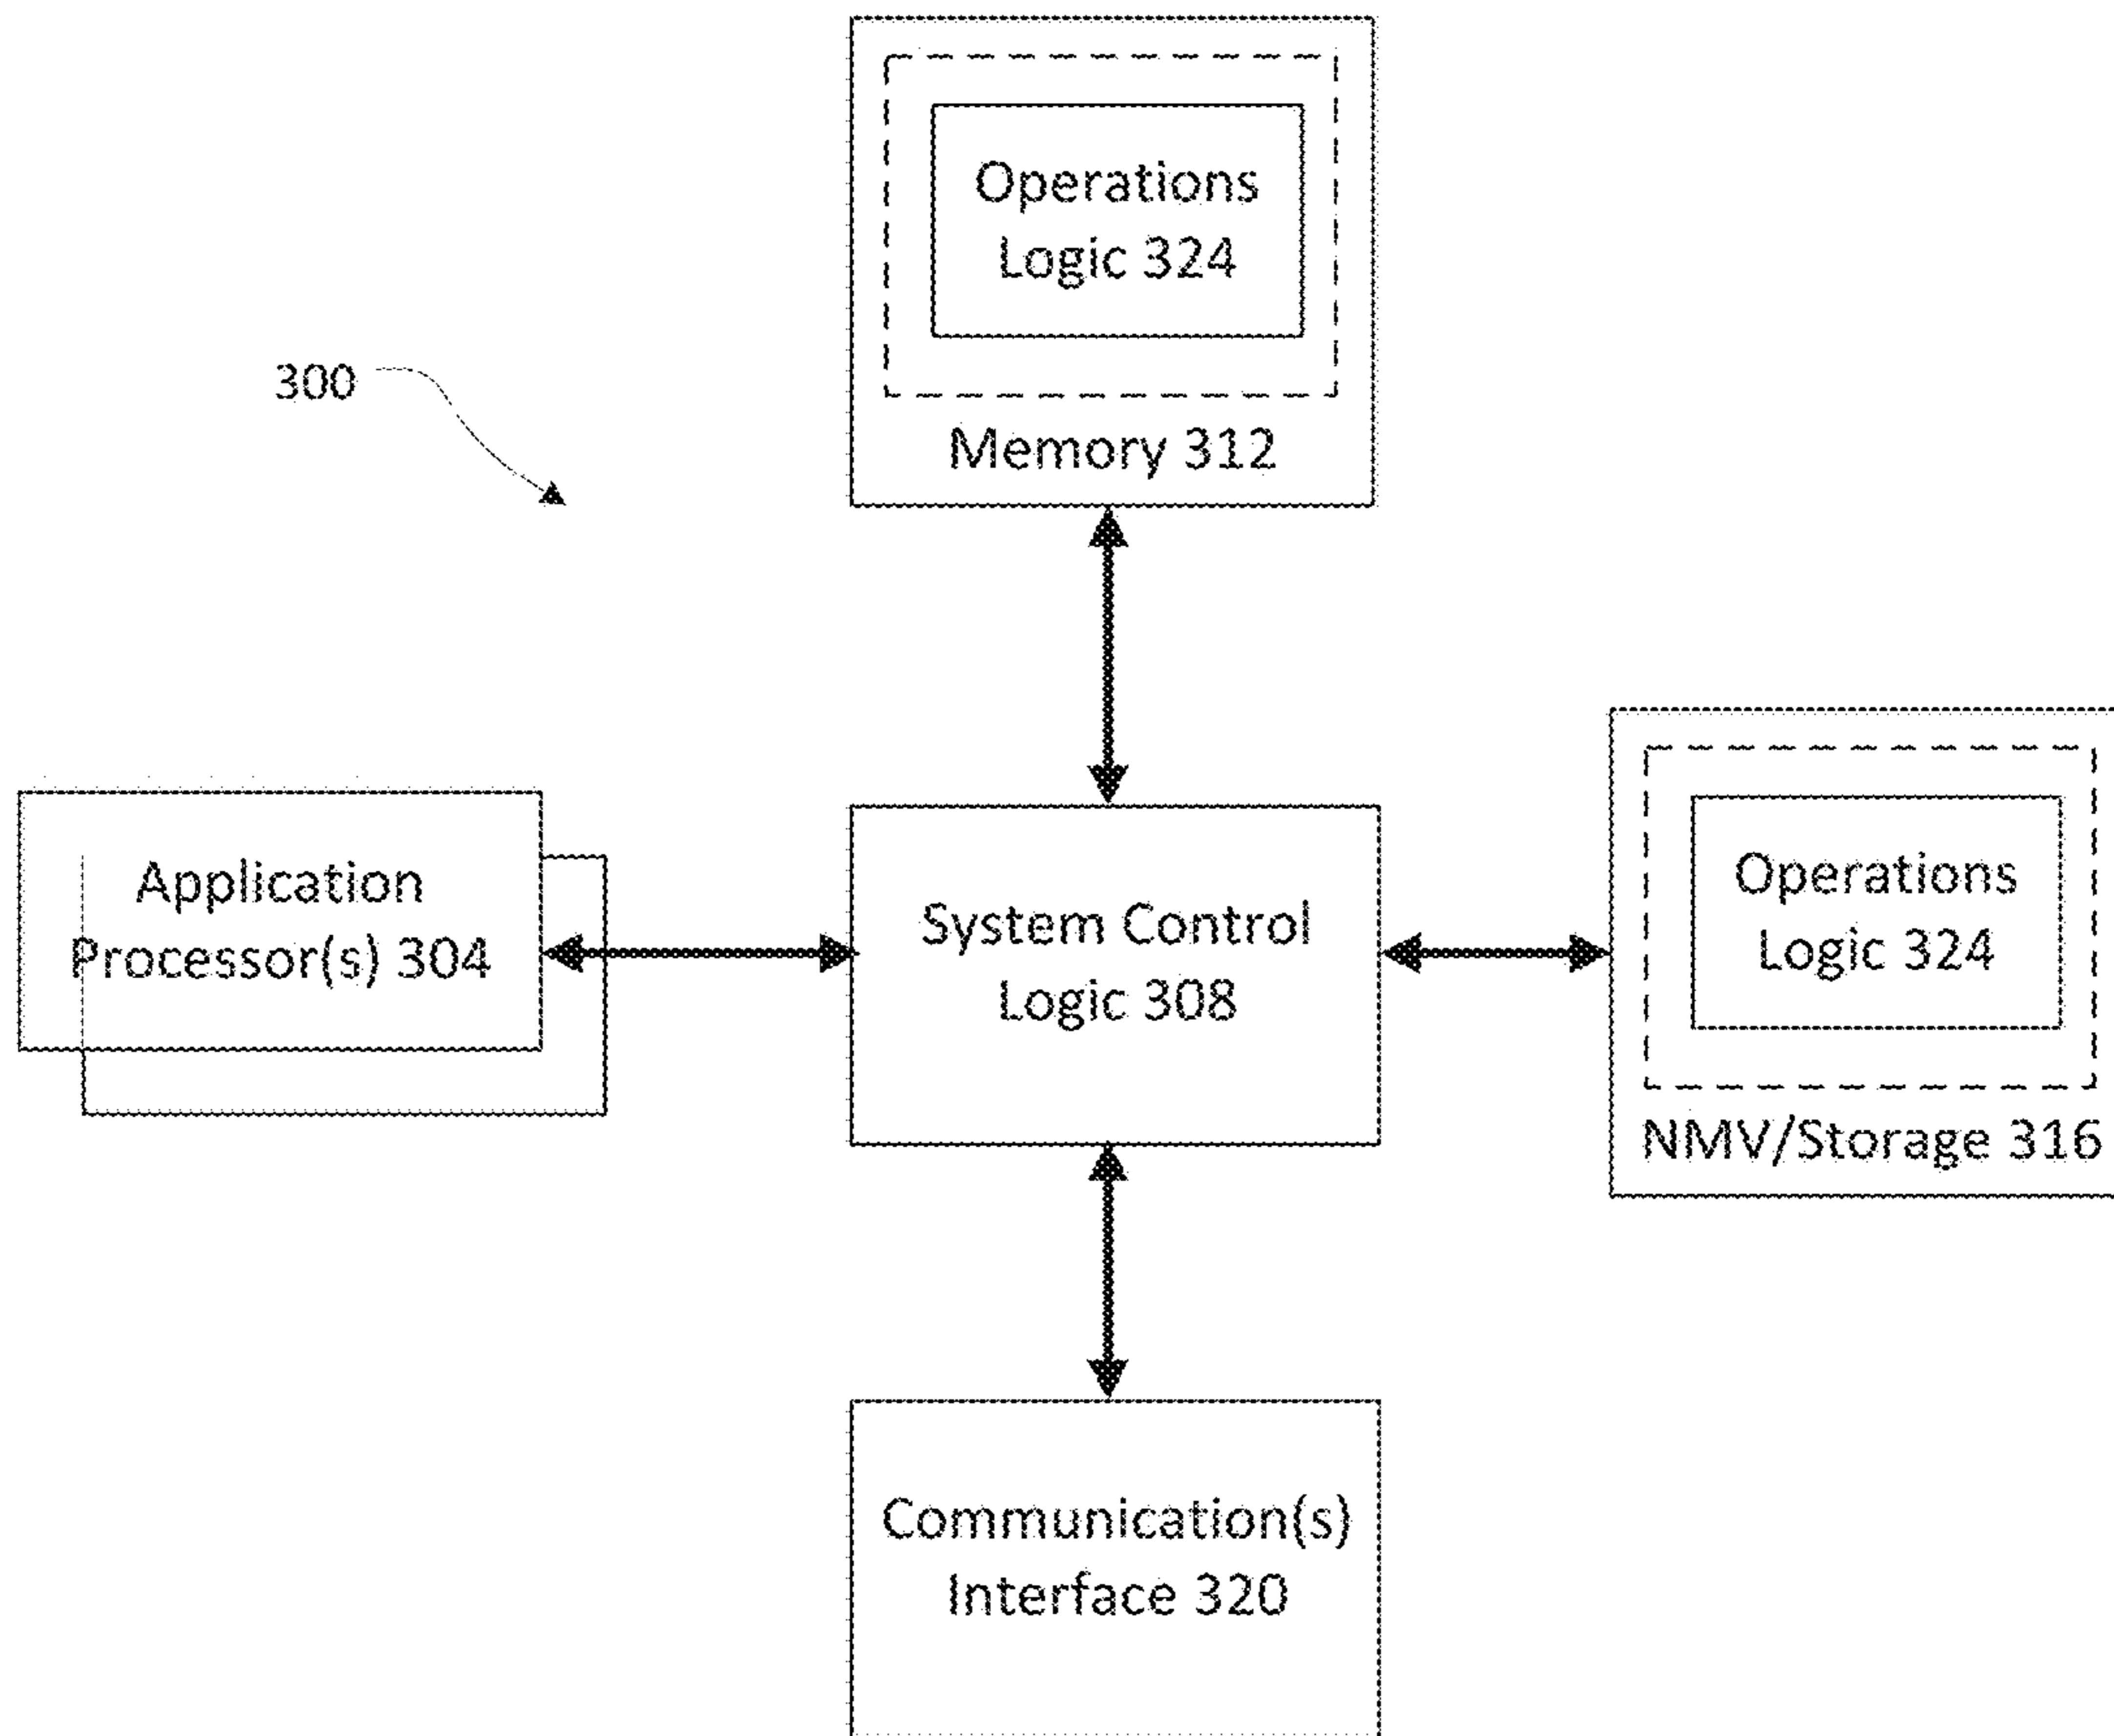 Operations
Logic 324
Memory 312
300
Application
Processor(s) 304
System Control
Logic 308
Operations
Logic 324
NMV/Storage 316
Communication(s)
Interface 320